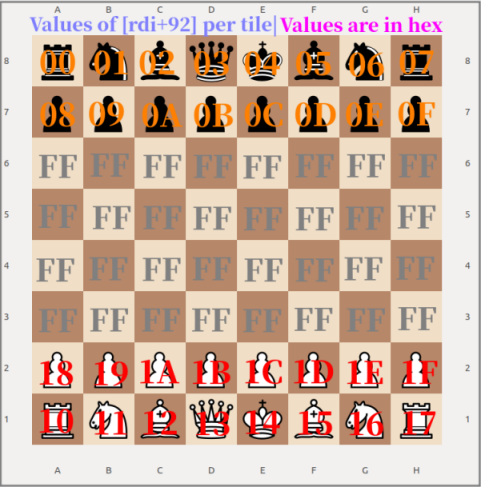 A B C D E F G H
Values of [rdi+92] per tile|Values are in hex
8 00 01 02 03 04 05 06 07 8
7 08 09 0A 0B 0C 0D 0E 0F 7
6 FF FF FF FF FF FF FF FF 6
5 FF FF FF FF FF FF FF FF 5
4 FF FF FF FF FF FF FF FF 4
3 FF FF FF FF FF FF FF FF 3
2 18 19 1A 1B 1C 1D 1E 1F 2
1 10 11 12 13 14 15 16 17 1
A B C D E F G H